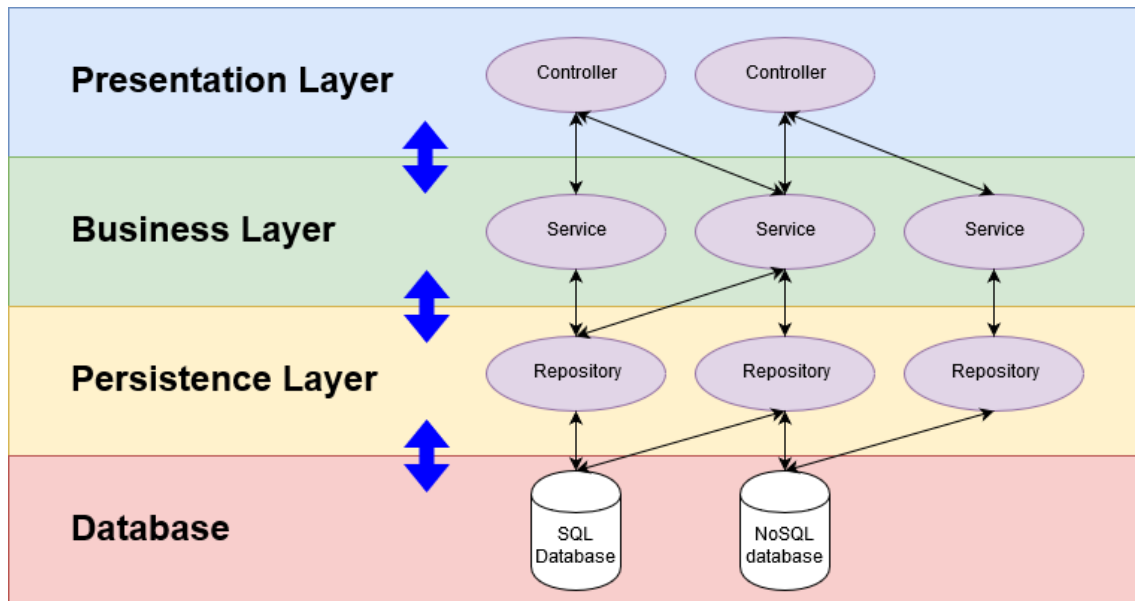 Presentation Layer
Controller
Controller
Business Layer
Service
Service
Service
Persistence Layer
Repository
Repository
Repository
Database
SQL
Database
NoSQL
database